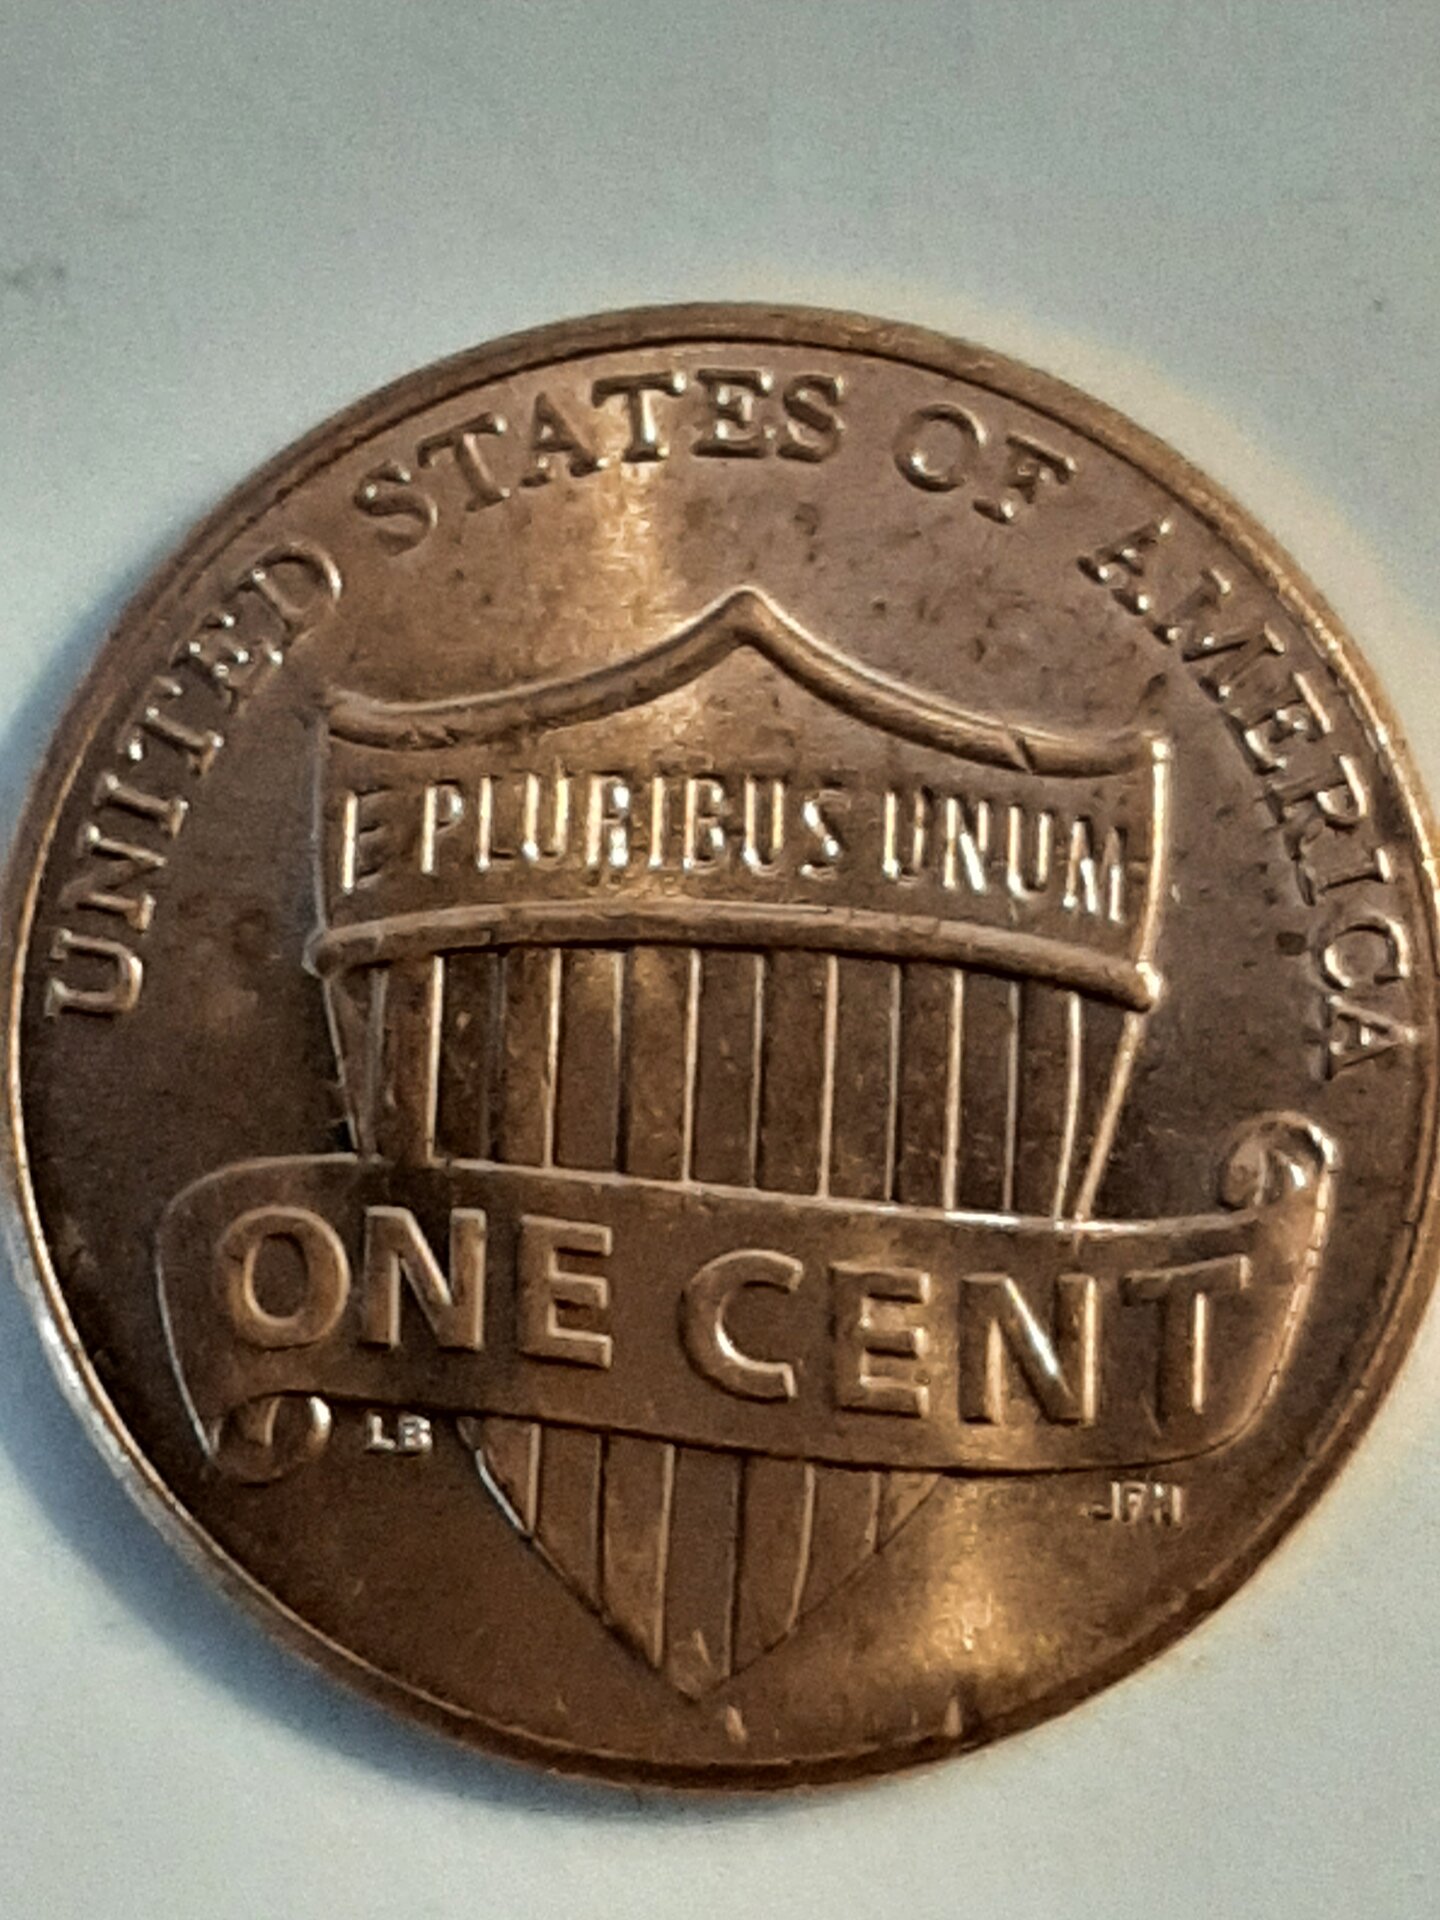 UNITED STATES OF AMERICA
E PLURIBUS UNUM
ONE CENT
LB
JFM